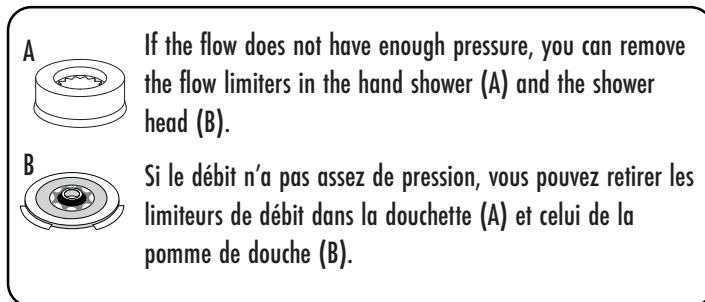 A
If the flow does not have enough pressure, you can remove
the flow limiters in the hand shower (A) and the shower
head (B).
B
Si le débit n'a pas assez de pression, vous pouvez retirer les
limiteurs de débit dans la douchette (A) et celui de la
pomme de douche (B).